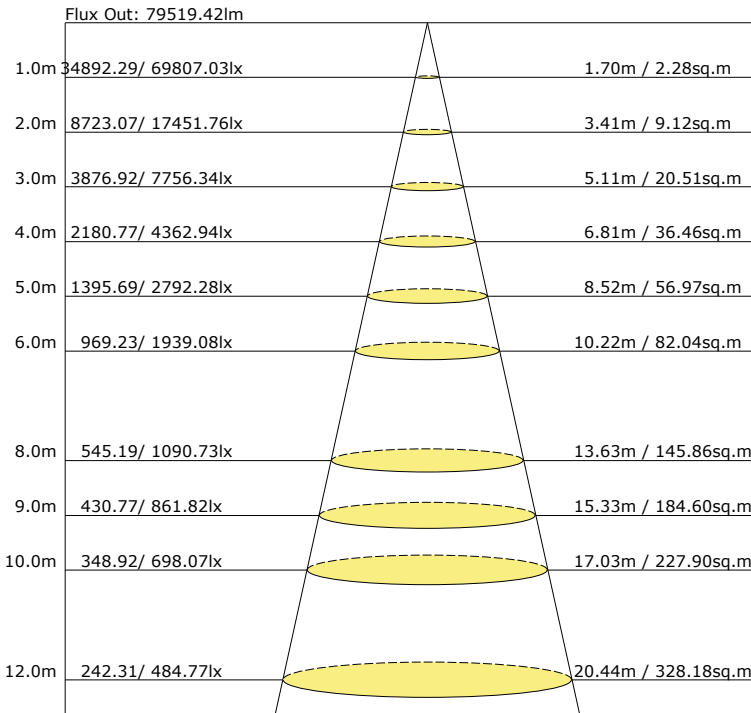 Flux Out: 79519.42lm
1.0m 34892.29/ 69807.03lx 1.70m / 2.28sq.m
2.0m 8723.07/ 17451.76lx 3.41m / 9.12sq.m
3.0m 3876.92/ 7756.34lx 5.11m / 20.51sq.m
4.0m 2180.77/ 4362.94lx 6.81m / 36.46sq.m
5.0m 1395.69/ 2792.28lx 8.52m / 56.97sq.m
6.0m 969.23/ 1939.08lx 10.22m / 82.04sq.m
8.0m 545.19/ 1090.73lx 13.63m / 145.86sq.m
9.0m 430.77/ 861.82lx 15.33m / 184.60sq.m
10.0m 348.92/ 698.07lx 17.03m / 227.90sq.m
12.0m 242.31/ 484.77lx 20.44m / 328.18sq.m